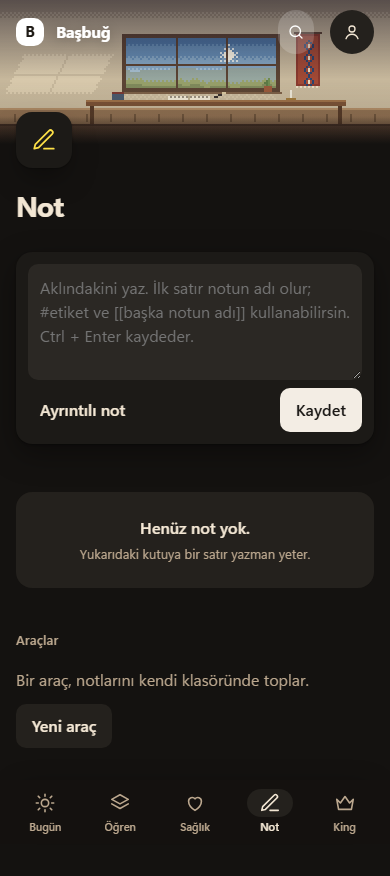 B Başbuğ
Not
Aklındakini yaz. İlk satır notun adı olur;
#etiket ve [[başka notun adı]] kullanabilirsin.
Ctrl + Enter kaydeder.
Ayrıntılı not
Kaydet
Henüz not yok.
Yukarıdaki kutuya bir satır yazman yeter.
Araçlar
Bir araç, notlarını kendi klasöründe toplar.
Yeni araç
Bugün
Öğren
Sağlık
Not
King